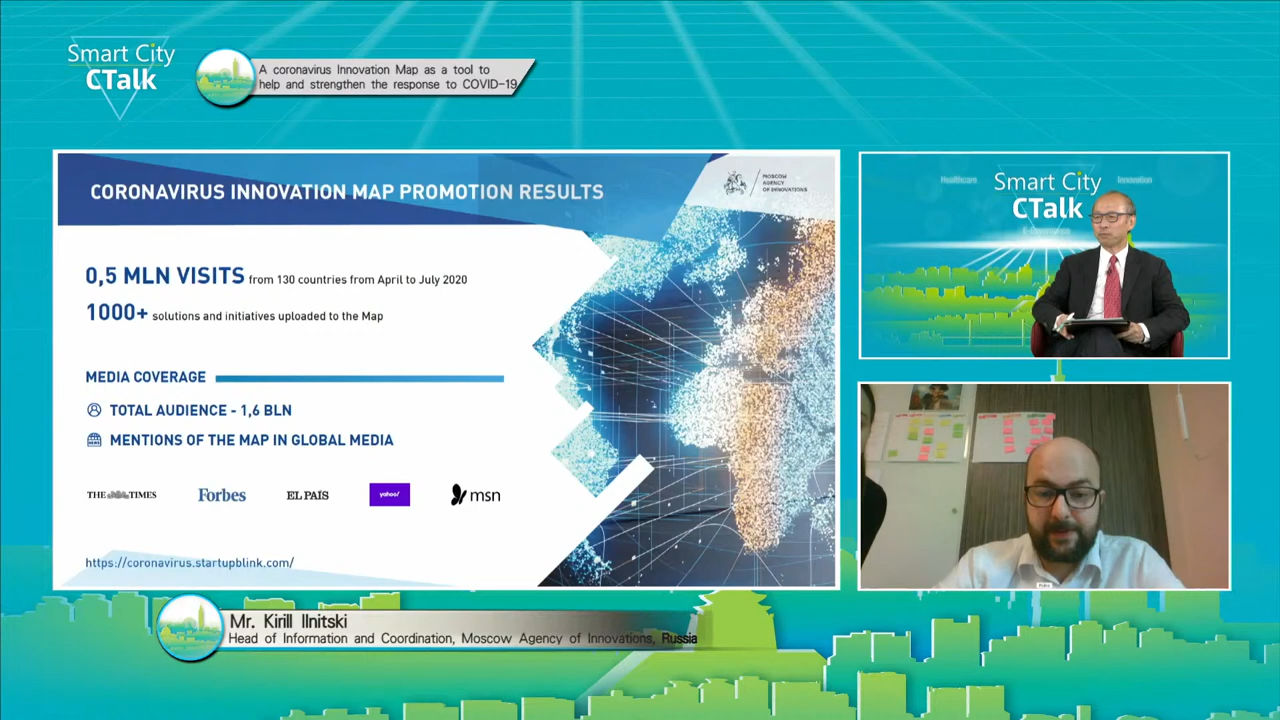 Smart City
CTalk
A coronavirus Innovation Map as a tool to
help and strengthen the response to COVID-19
CORONAVIRUS INNOVATION MAP PROMOTION RESULTS
MOSCOW
AGENCY
OF INNOVATIONS
0,5 MLN VISITS from 130 countries from April to July 2020
1000+ solutions and initiatives uploaded to the Map
MEDIA COVERAGE
TOTAL AUDIENCE - 1,6 BLN
MENTIONS OF THE MAP IN GLOBAL MEDIA
THE TIMES
Forbes
EL PAÍS
yahoo!
msn
https://coronavirus.startupblink.com/
Healthcare
Smart City
Innovation
CTalk
E-Governance
Mr. Kirill Ilnitski
Head of Information and Coordination, Moscow Agency of Innovations, Russia